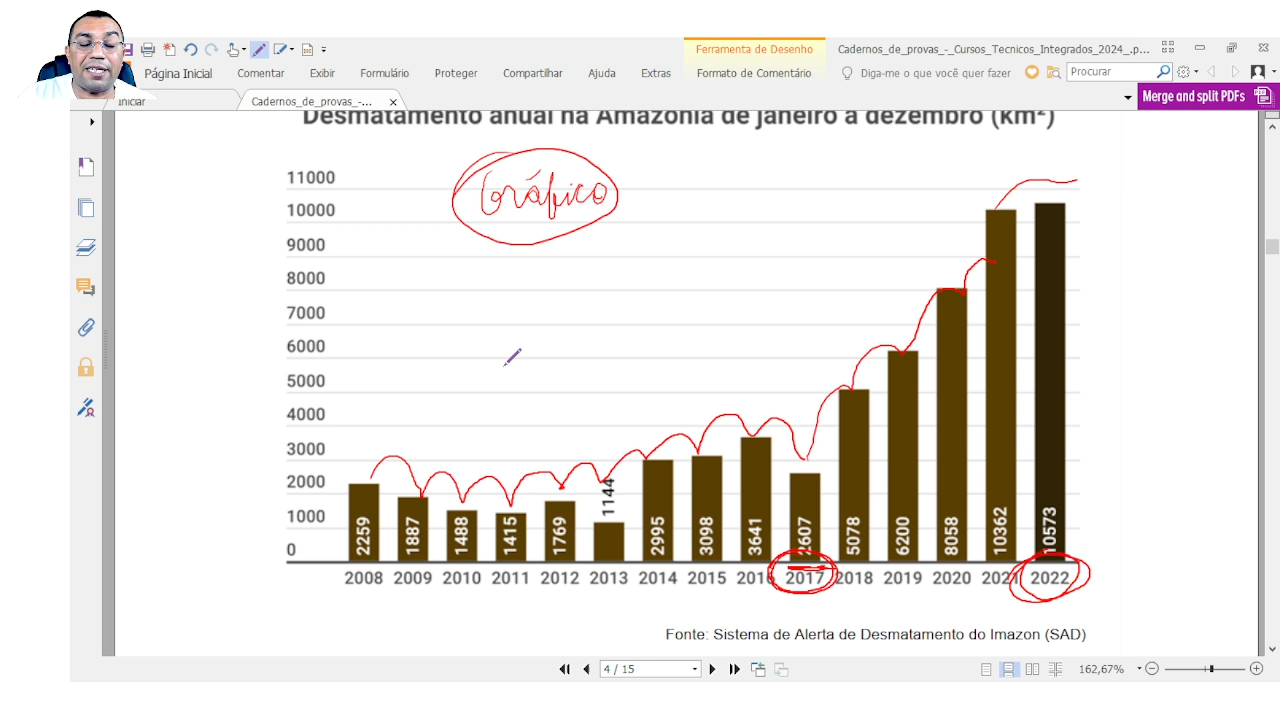 Ferramenta de Desenho
Cadernos_de_provas_-_Cursos_Tecnicos_Integrados_2024_.p...
Página Inicial
Comentar
Exibir
Formulário
Proteger
Compartilhar
Ajuda
Extras
Formato de Comentário
Diga-me o que você quer fazer
Procurar
Iniciar
Cadernos_de_provas_-...
Merge and split PDFs
Desmatamento anual na Amazônia de janeiro a dezembro (km²)
Gráfico
11000
10000
9000
8000
7000
6000
5000
4000
3000
2000
1000
0
2259
1887
1488
1415
1769
1144
2995
3098
3641
2607
5078
6200
8058
10362
10573
2008 2009 2010 2011 2012 2013 2014 2015 2016 2017 2018 2019 2020 2021 2022
Fonte: Sistema de Alerta de Desmatamento do Imazon (SAD)
4 / 15
162,67%